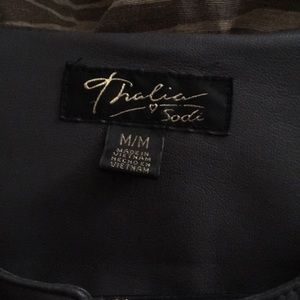 Thalia
Sodi
M/M
MADE IN
VIETNAM
HECHO EN
VIETNAM